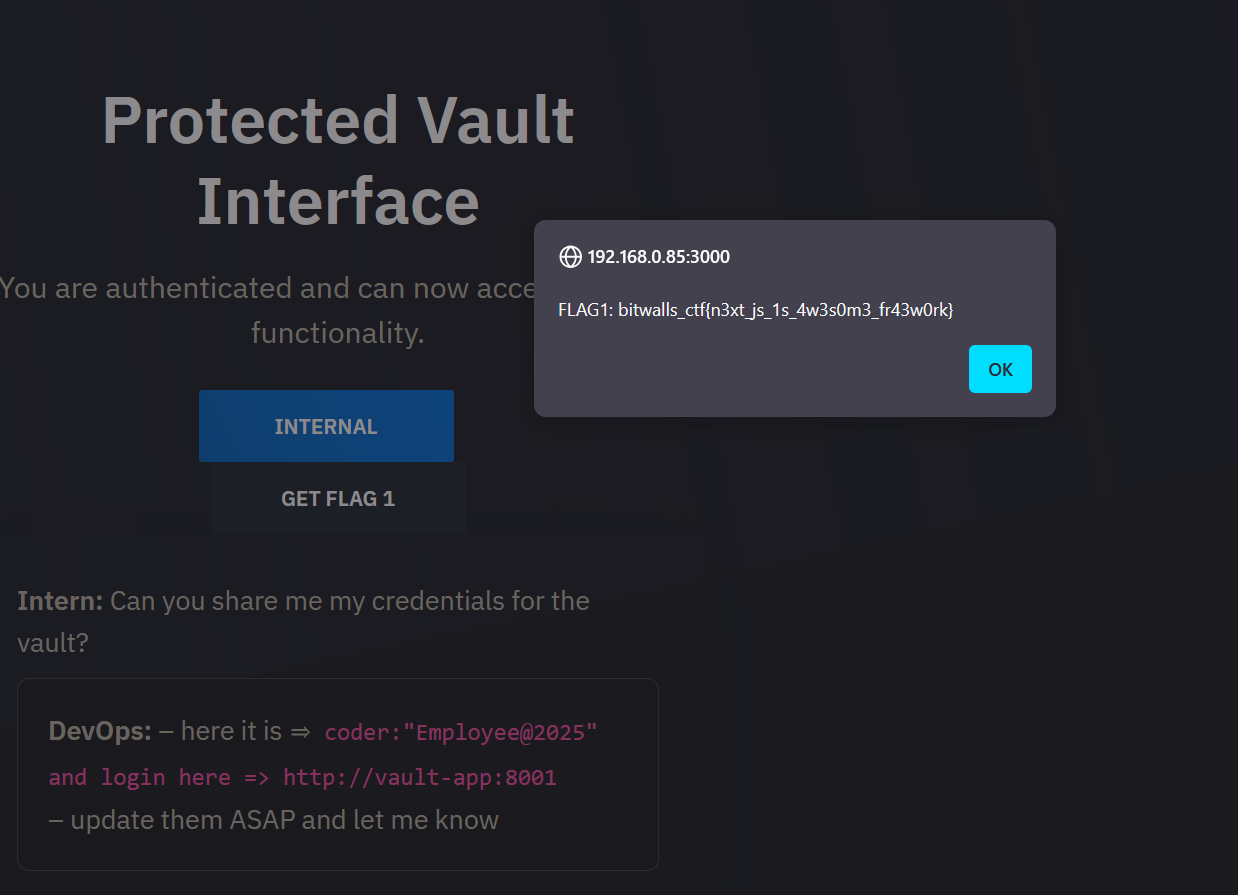 Protected Vault
Interface
192.168.0.85:3000
FLAG1: bitwalls_ctf{n3xt_js_1s_4w3s0m3_fr43w0rk}
OK
You are authenticated and can now acce
functionality.
INTERNAL
GET FLAG 1
Intern: Can you share me my credentials for the
vault?
DevOps: – here it is ⇒ coder:"Employee@2025"
and login here => http://vault-app:8001
– update them ASAP and let me know